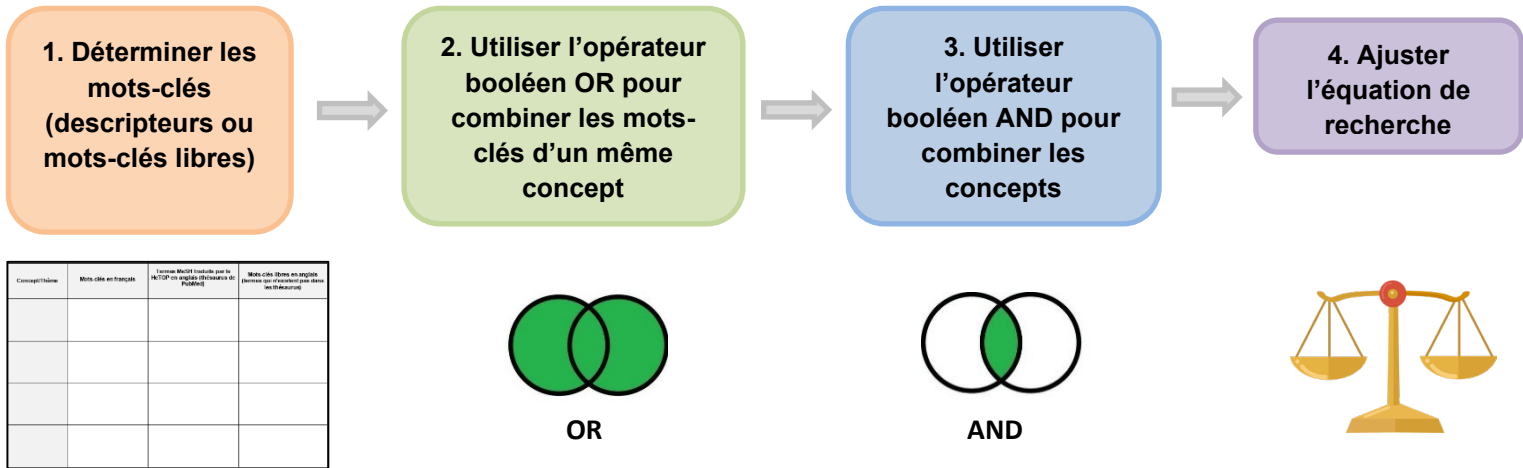 1. Déterminer les
mots-clés
(descripteurs ou
mots-clés libres)
2. Utiliser l’opérateur
booléen OR pour
combiner les mots-
clés d’un même
concept
3. Utiliser
l’opérateur
booléen AND pour
combiner les
concepts
4. Ajuster
l’équation de
recherche
Concept/Thème
Mots-clés en français
Termes MeSH traduits par le
HeTOP en anglais (thésaurus de
PubMed)
Mots-clés libres en anglais
(termes qui n'existent pas dans
les thésaurus)
OR
AND